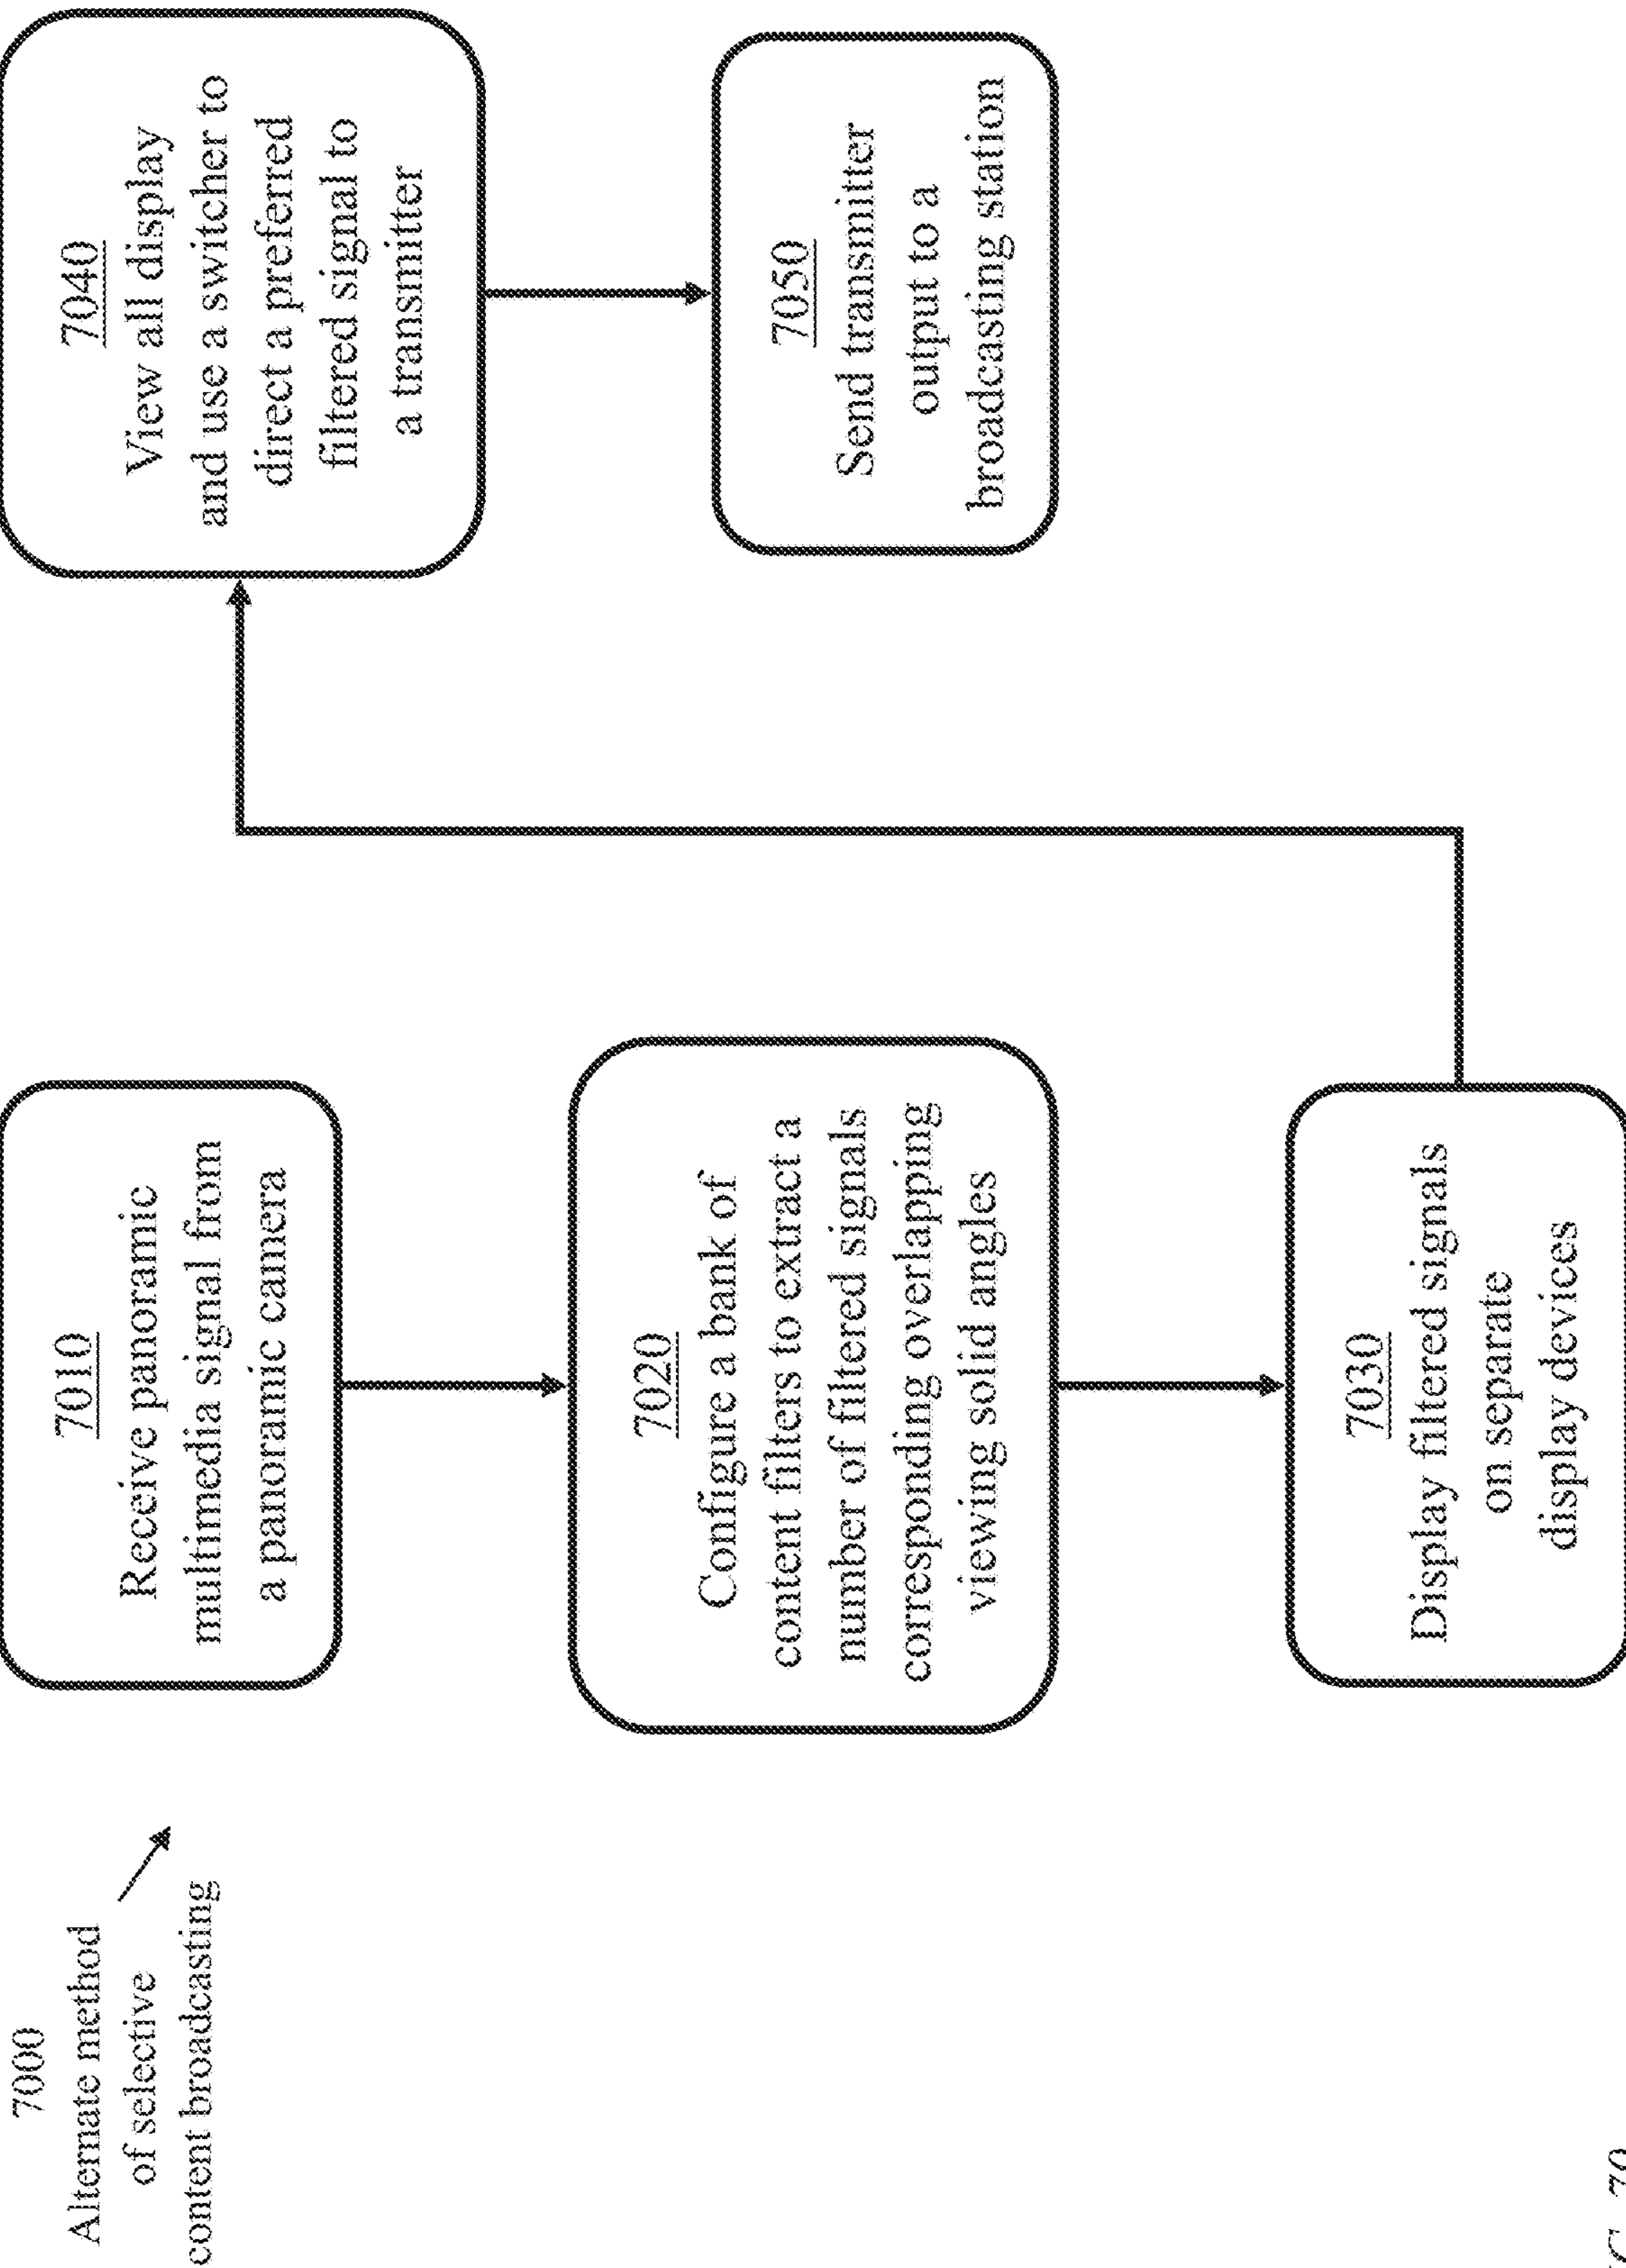 7000
Alternate method
of selective
content broadcasting
7010
Receive panoramic
multimedia signal from
a panoramic camera
7020
Configure a bank of
content filters to extract a
number of filtered signals
corresponding overlapping
viewing solid angles
7030
Display filtered signals
on separate
display devices
7040
View all display
and use a switcher to
direct a preferred
filtered signal to
a transmitter
7050
Send transmitter
output to a
broadcasting station